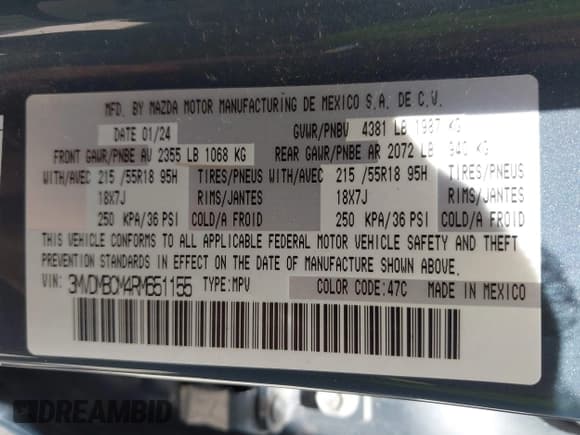 MFD. BY MAZDA MOTOR MANUFACTURING DE MEXICO S.A. DE C.V.
DATE 01/24 GVWR/PNBV 4381 LB 1987 KG
FRONT GAWR/PNBE AV 2355 LB 1068 KG REAR GAWR/PNBE AR 2072 LB 940 KG
WITH/AVEC 215 /55R18 95H TIRES/PNEUS WITH/AVEC 215 /55R18 95H TIRES/PNEUS
18X7J RIMS/JANTES 18X7J RIMS/JANTES
250 KPA/36 PSI COLD/A FROID 250 KPA/36 PSI COLD/A FROID
THIS VEHICLE CONFORMS TO ALL APPLICABLE FEDERAL MOTOR VEHICLE SAFETY AND THEFT
PREVENTION STANDARDS IN EFFECT ON THE DATE OF MANUFACTURE SHOWN ABOVE.
VIN: 3MVDMBCM4RM651155 TYPE:MPV COLOR CODE:47C MADE IN MEXICO
DREAMBID